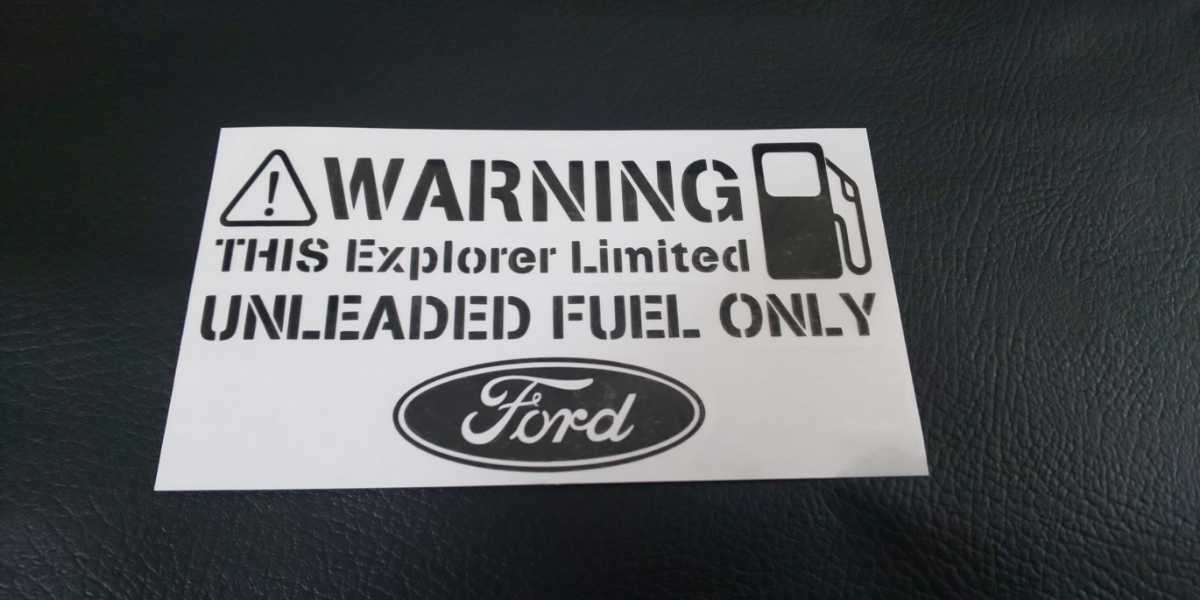 WARNING
THIS Explorer Limited
UNLEADED FUEL ONLY
Ford